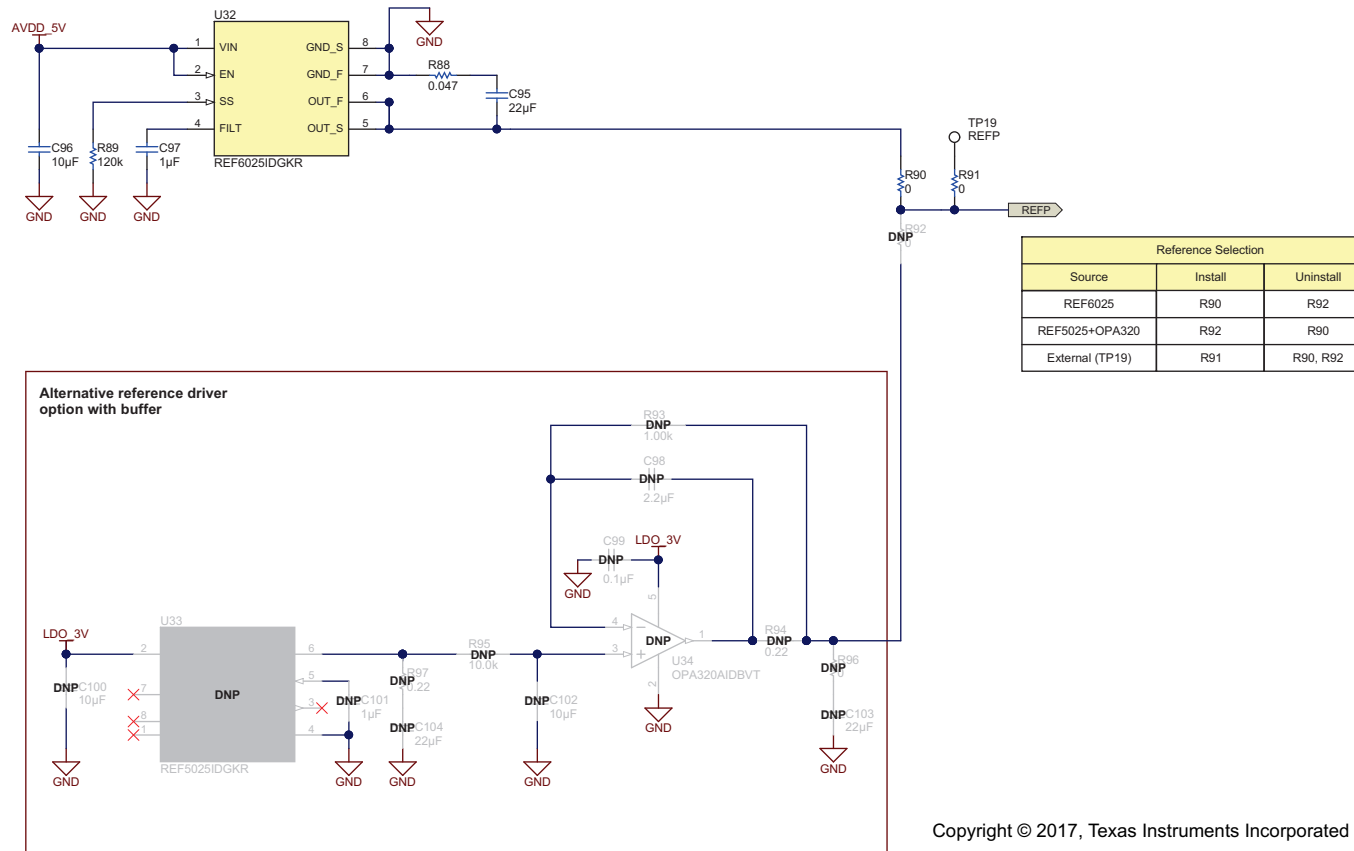 U32
AVDD_5V
1 VIN GND_S 8
GND
2 EN GND_F 7
R88
0.047
3 SS OUT_F 6
C95
22µF
4 FILT OUT_S 5
REF6025IDGKR
C96
10µF
R89
120k
C97
1µF
GND GND GND
TP19
REFP
R90
0
R91
0
REFP
DNP R92
0
Reference Selection
Source Install Uninstall
REF6025 R90 R92
REF5025+OPA320 R92 R90
External (TP19) R91 R90, R92
Alternative reference driver
option with buffer
R93
DNP
1.00k
C98
DNP
2.2µF
C99
DNP
0.1µF
LDO_3V
GND
5
4
3
1
2
DNP
U34
OPA320AIDBVT
GND
R94
DNP
0.22
DNP R96
0
DNP C103
22µF
GND
LDO_3V
U33
2
7
8
1
6
5
3
4
DNP
REF5025IDGKR
DNP C100
10µF
GND
DNP C101
1µF
GND
DNP R97
0.22
DNP C104
22µF
GND
R95
DNP
10.0k
DNP C102
10µF
GND
Copyright © 2017, Texas Instruments Incorporated